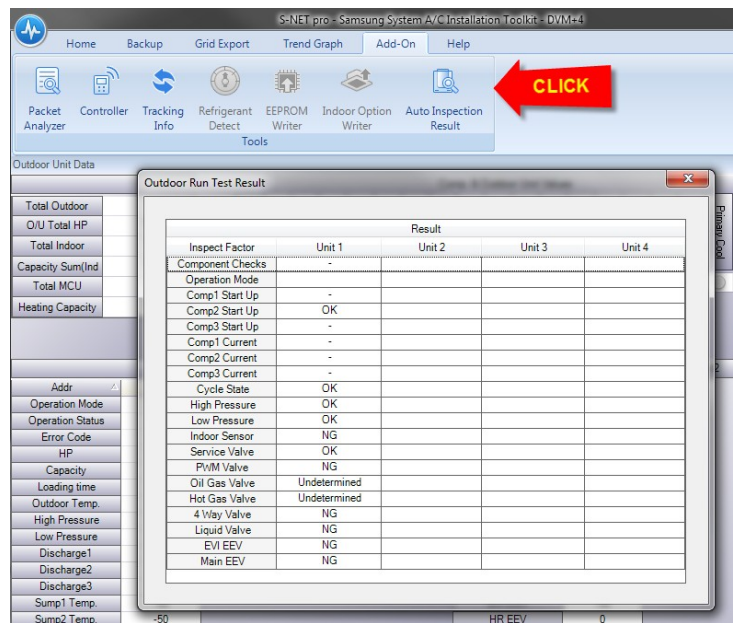 S-NET pro - Samsung System A/C Installation Toolkit - DVM+4
Home Backup Grid Export Trend Graph Add-On Help
Packet Analyzer Controller Tracking Info Refrigerant Detect EEPROM Writer Indoor Option Writer Auto Inspection Result
CLICK
Tools
Outdoor Unit Data
Outdoor Run Test Result
Total Outdoor
O/U Total HP
Total Indoor
Capacity Sum(Ind
Total MCU
Heating Capacity
Primary Cool
Result
Inspect Factor Unit 1 Unit 2 Unit 3 Unit 4
Component Checks -
Operation Mode
Comp1 Start Up -
Comp2 Start Up OK
Comp3 Start Up -
Comp1 Current -
Comp2 Current -
Comp3 Current -
Cycle State OK
High Pressure OK
Low Pressure OK
Indoor Sensor NG
Service Valve OK
PWM Valve NG
Oil Gas Valve Undetermined
Hot Gas Valve Undetermined
4 Way Valve NG
Liquid Valve NG
EVI EEV NG
Main EEV NG
Addr
Operation Mode
Operation Status
Error Code
HP
Capacity
Loading time
Outdoor Temp.
High Pressure
Low Pressure
Discharge1
Discharge2
Discharge3
Sump1 Temp.
Sump2 Temp. -50 HR EEV 0